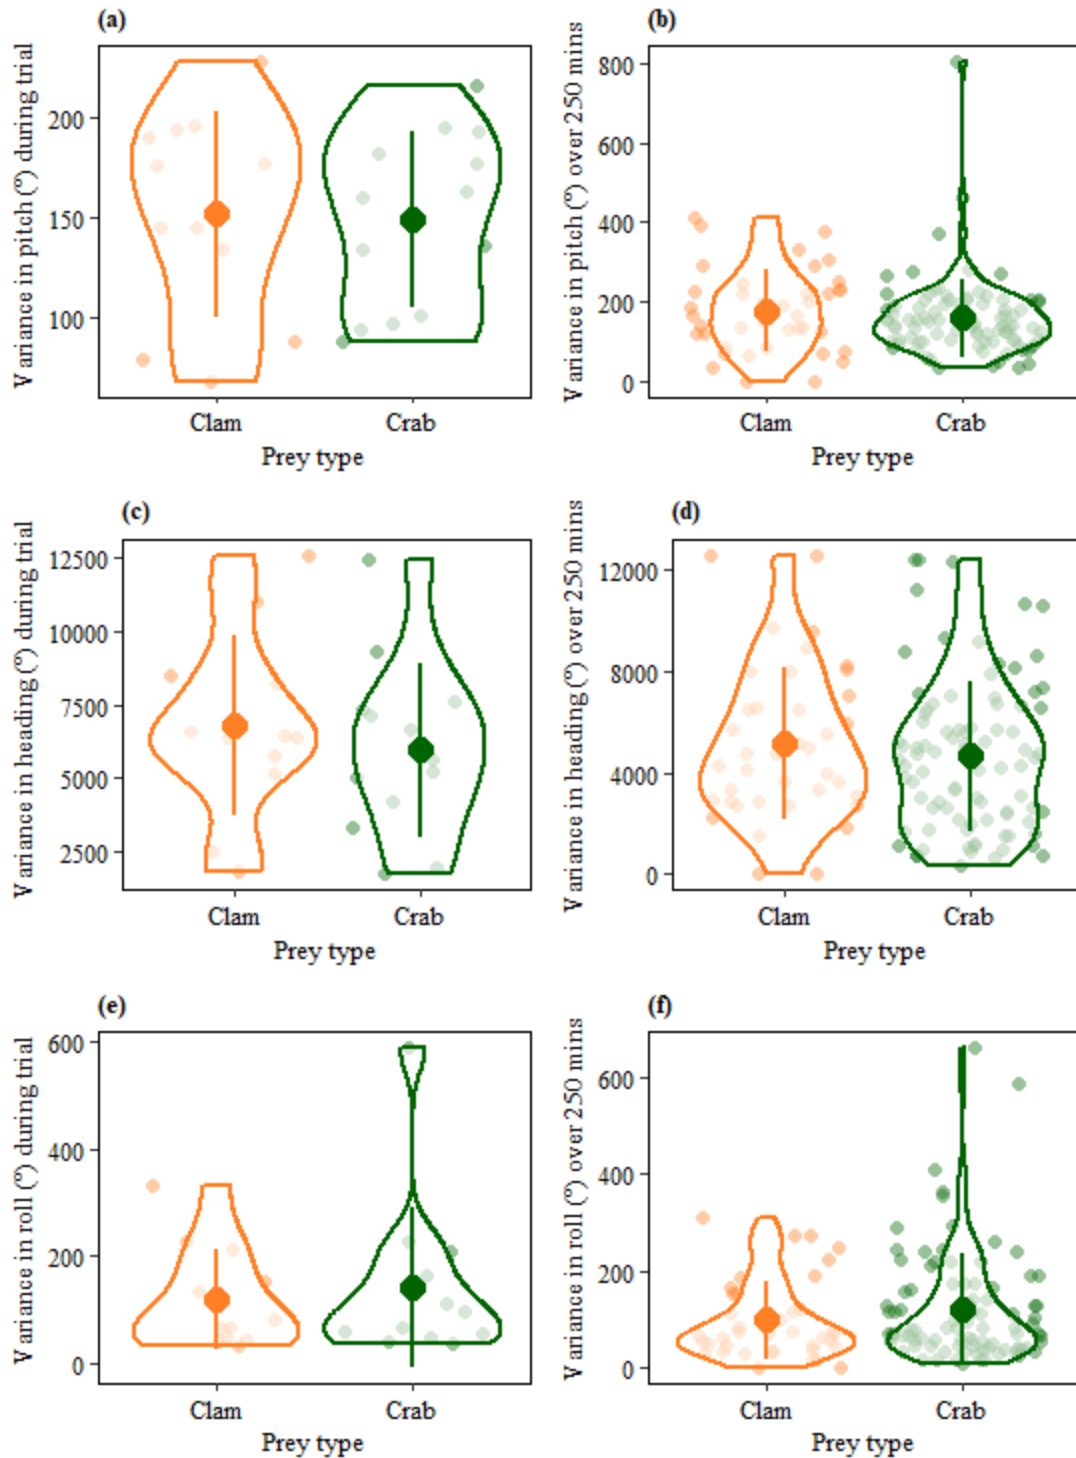 (a)
Variance in pitch (º) during trial
200
150
100
Clam
Crab
Prey type
(b)
Variance in pitch (º) over 250 mins
800
600
400
200
0
Clam
Crab
Prey type
(c)
Variance in heading (º) during trial
12500
10000
7500
5000
2500
Clam
Crab
Prey type
(d)
Variance in heading (º) over 250 mins
12000
8000
4000
0
Clam
Crab
Prey type
(e)
Variance in roll (º) during trial
600
400
200
0
Clam
Crab
Prey type
(f)
Variance in roll (º) over 250 mins
600
400
200
0
Clam
Crab
Prey type